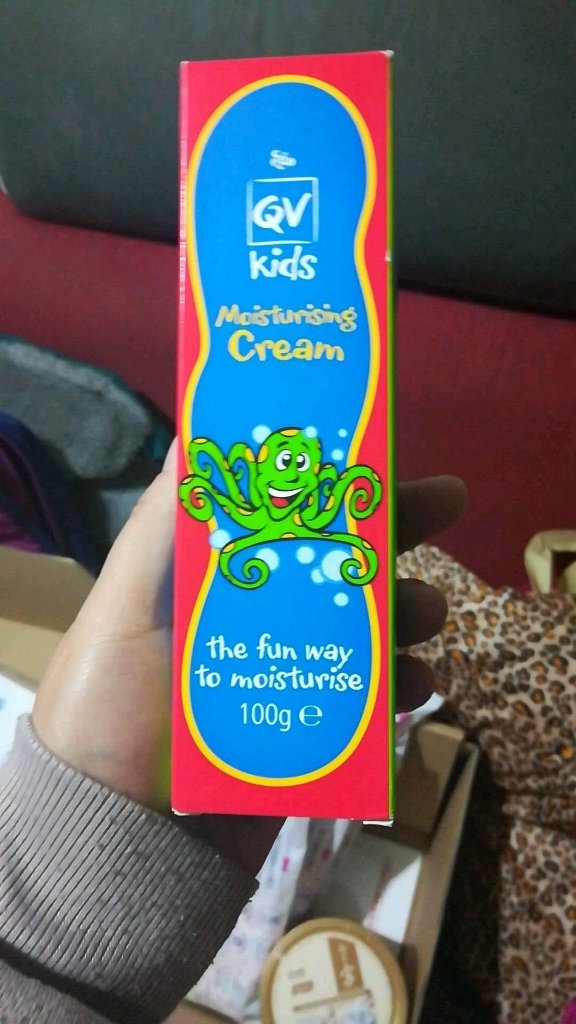 QV
kids
Moisturising
Cream
the fun way
to moisturise
100g ℮